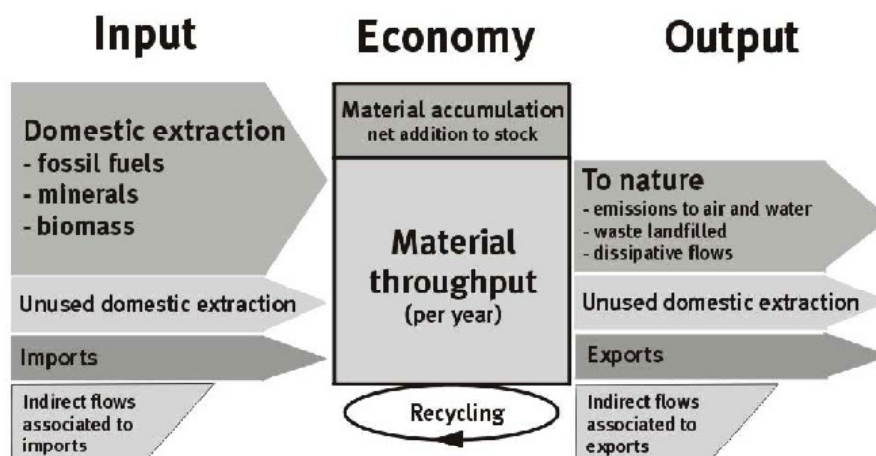 Input
Economy
Output
Domestic extraction
- fossil fuels
- minerals
- biomass
Unused domestic extraction
Imports
Indirect flows
associated to
imports
Material accumulation
net addition to stock
Material
throughput
(per year)
Recycling
To nature
- emissions to air and water
- waste landfilled
- dissipative flows
Unused domestic extraction
Exports
Indirect flows
associated to
exports